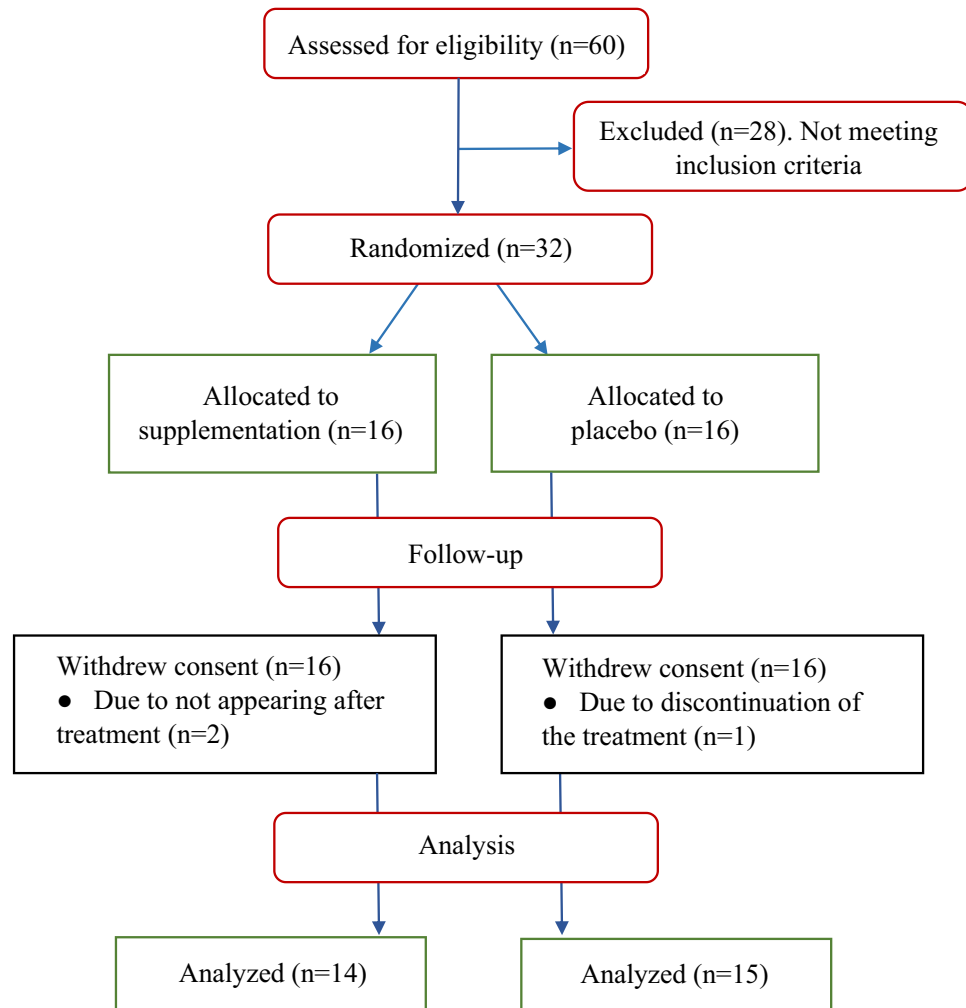 Assessed for eligibility (n=60)
Excluded (n=28). Not meeting
inclusion criteria
Randomized (n=32)
Allocated to
supplementation (n=16)
Allocated to
placebo (n=16)
Follow-up
Withdrew consent (n=16)
● Due to not appearing after
treatment (n=2)
Withdrew consent (n=16)
● Due to discontinuation of
the treatment (n=1)
Analysis
Analyzed (n=14)
Analyzed (n=15)